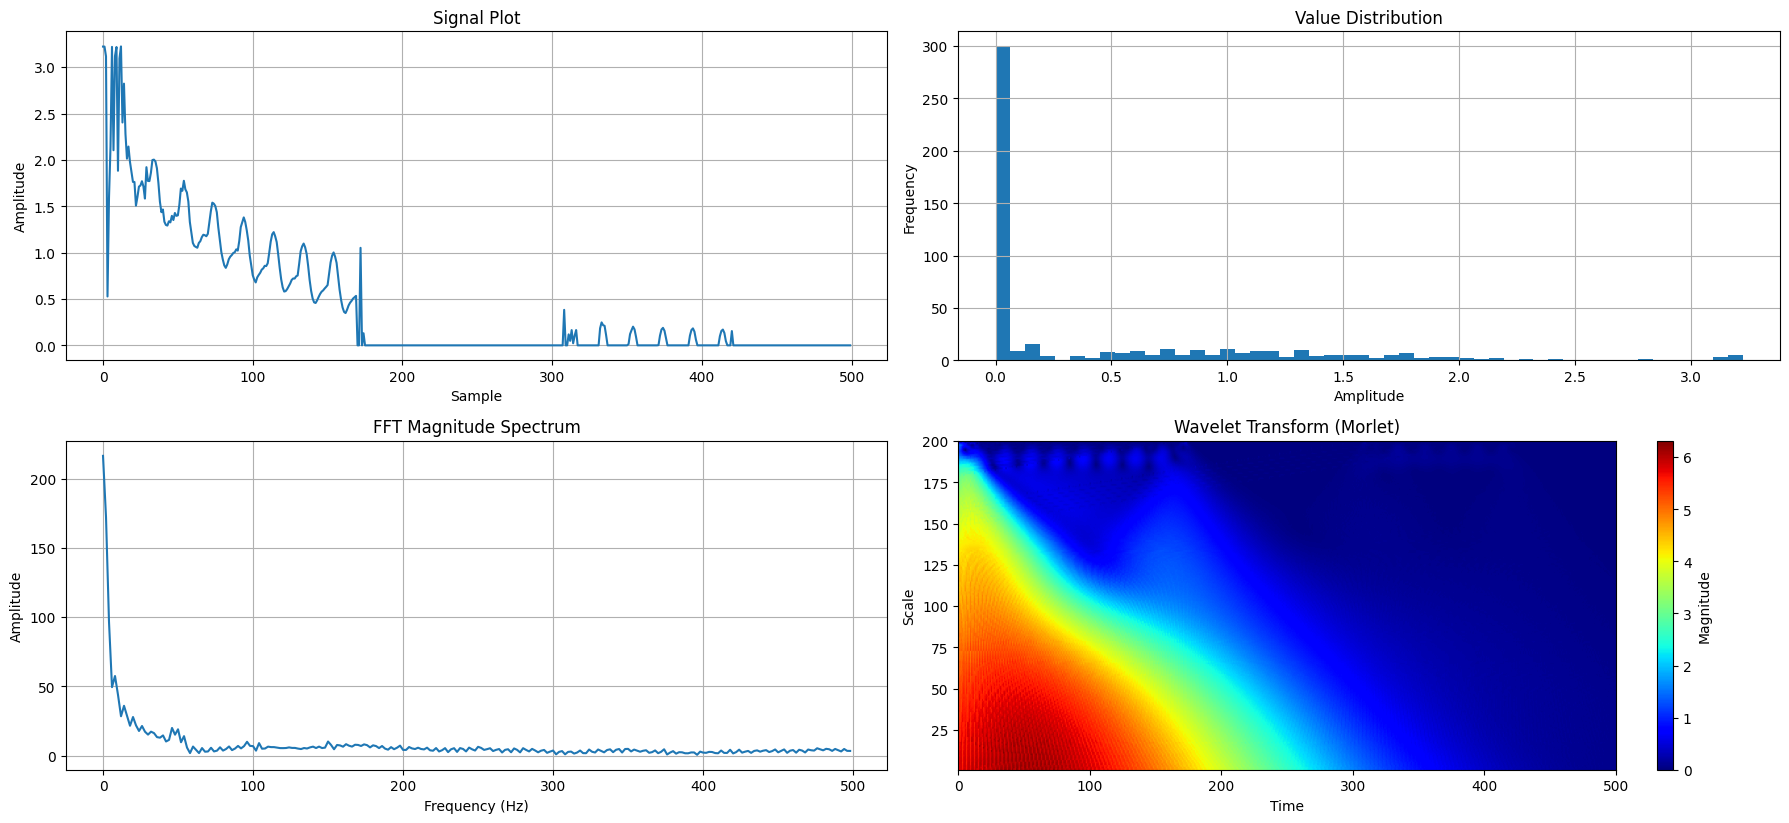 Signal Plot
Amplitude
3.0
2.5
2.0
1.5
1.0
0.5
0.0
0 100 200 300 400 500
Sample
Value Distribution
Frequency
300
250
200
150
100
50
0
0.0 0.5 1.0 1.5 2.0 2.5 3.0
Amplitude
FFT Magnitude Spectrum
Amplitude
200
150
100
50
0
0 100 200 300 400 500
Frequency (Hz)
Wavelet Transform (Morlet)
Scale
200
175
150
125
100
75
50
25
0 100 200 300 400 500
Time
6
5
4
3
2
1
0
Magnitude